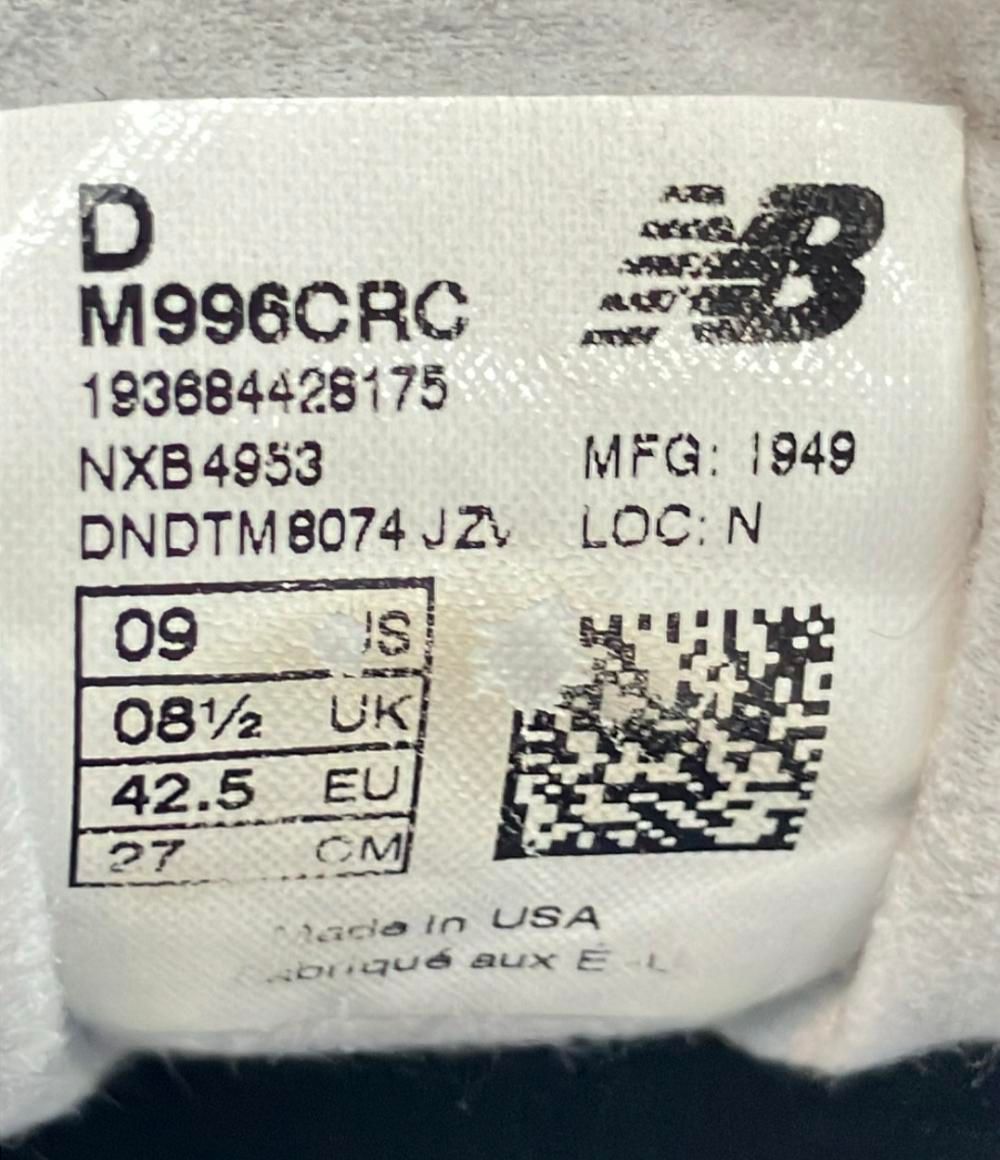 D
NB
M996CRC
193684428175
NXB4953
MFG: 1949
DNDTM8074
LOC: N
09 US
08½ UK
42.5 EU
27 CM
Made in USA
Fabriqué aux